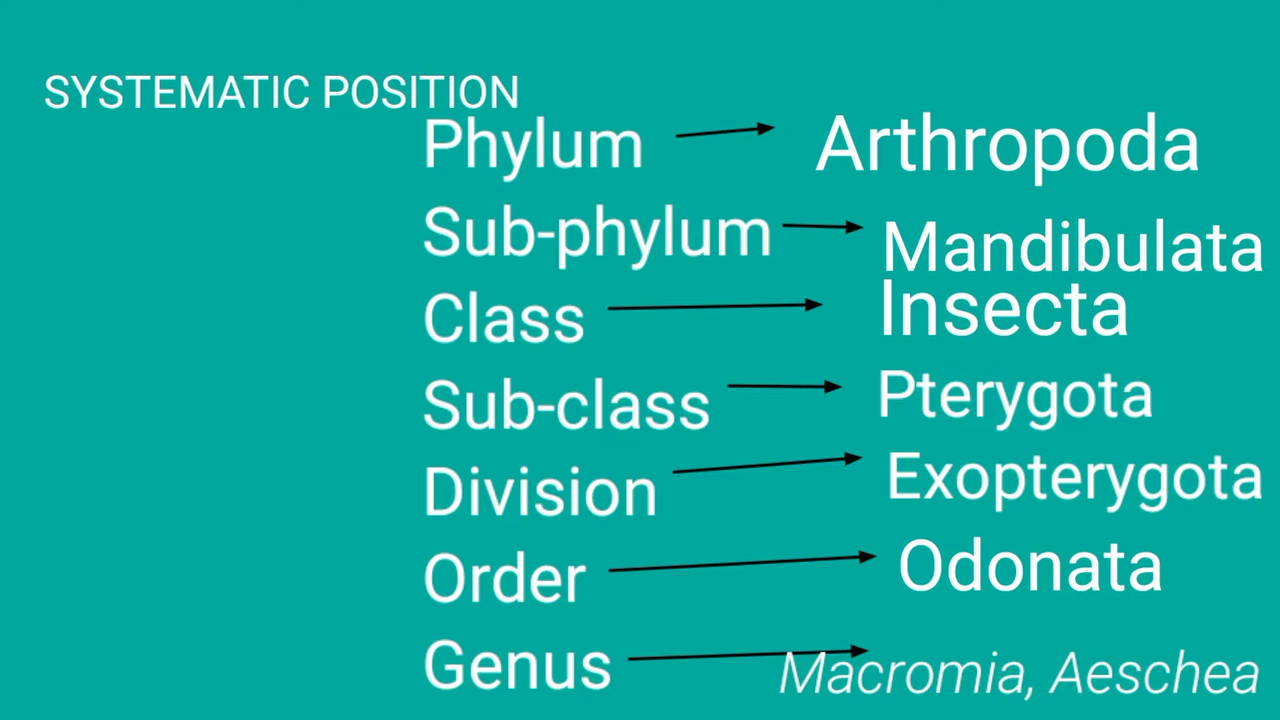 SYSTEMATIC POSITION
Phylum Arthropoda
Sub-phylum Mandibulata
Class Insecta
Sub-class Pterygota
Division Exopterygota
Order Odonata
Genus Macromia, Aeschea